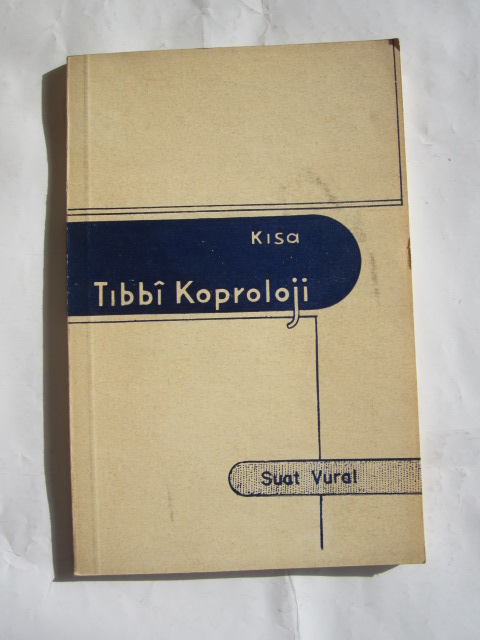 Kısa
Tıbbî Koproloji
Suat Vural